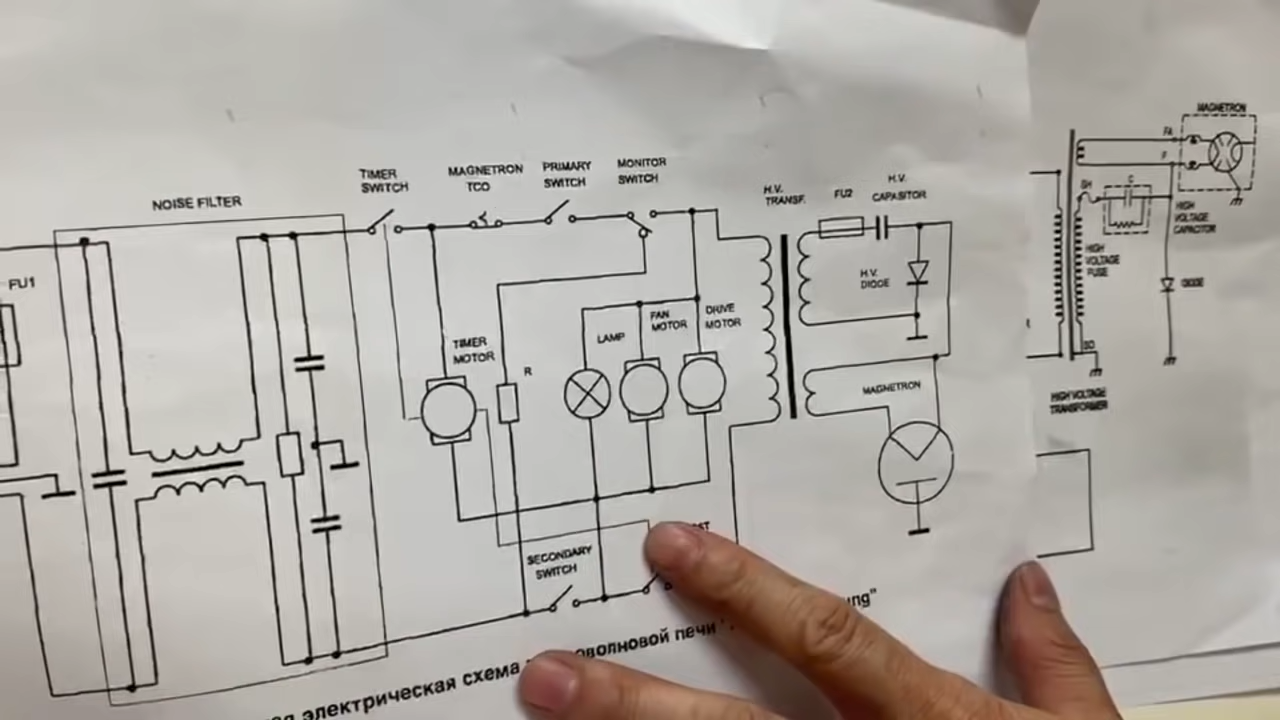 NOISE FILTER
FU1
TIMER
SWITCH
MAGNETRON
TCO
PRIMARY
SWITCH
MONITOR
SWITCH
H.V.
TRANSF.
FU2
H.V.
CAPASITOR
H.V.
DIODE
TIMER
MOTOR
R
LAMP
FAN
MOTOR
DRIVE
MOTOR
MAGNETRON
SECONDARY
SWITCH
электрическая схема
печи
MAGNETRON
FA
F
C
HIGH
VOLTAGE
CAPACITOR
HIGH
VOLTAGE
FUSE
DIODE
HIGH VOLTAGE
TRANSFORMER